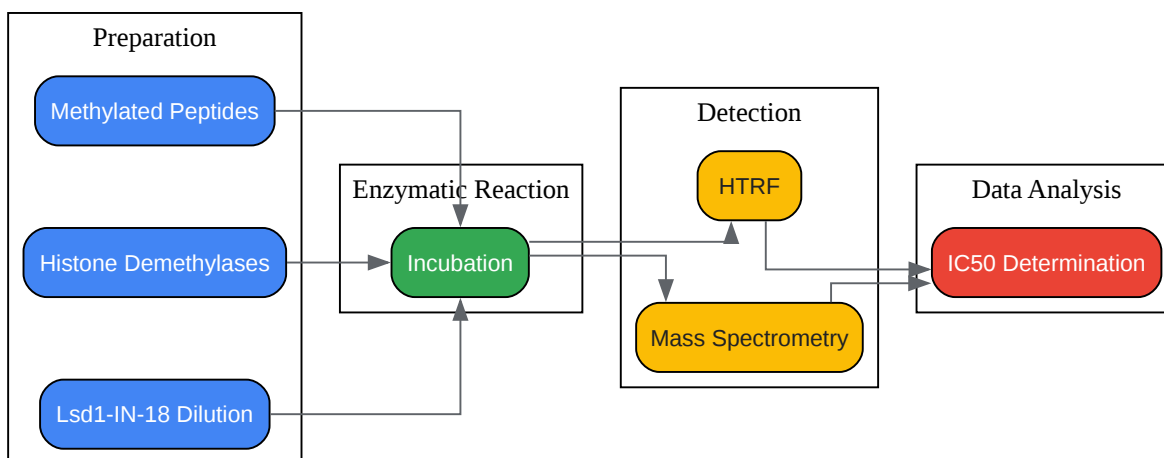 Preparation
Methylated Peptides
Histone Demethylases
Lsd1-IN-18 Dilution
Enzymatic Reaction
Incubation
Detection
HTRF
Mass Spectrometry
Data Analysis
IC50 Determination